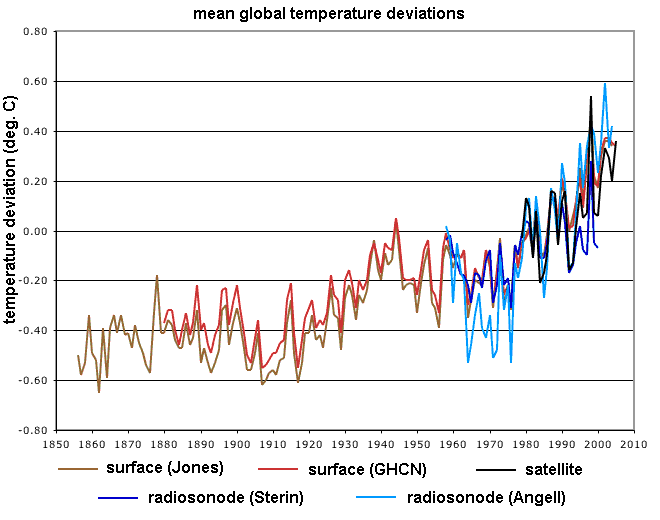 mean global temperature deviations
temperature deviation (deg. C)
0.80
0.60
0.40
0.20
0.00
-0.20
-0.40
-0.60
-0.80
1850 1860 1870 1880 1890 1900 1910 1920 1930 1940 1950 1960 1970 1980 1990 2000 2010
surface (Jones) surface (GHCN) satellite
radiosonode (Sterin) radiosonode (Angell)